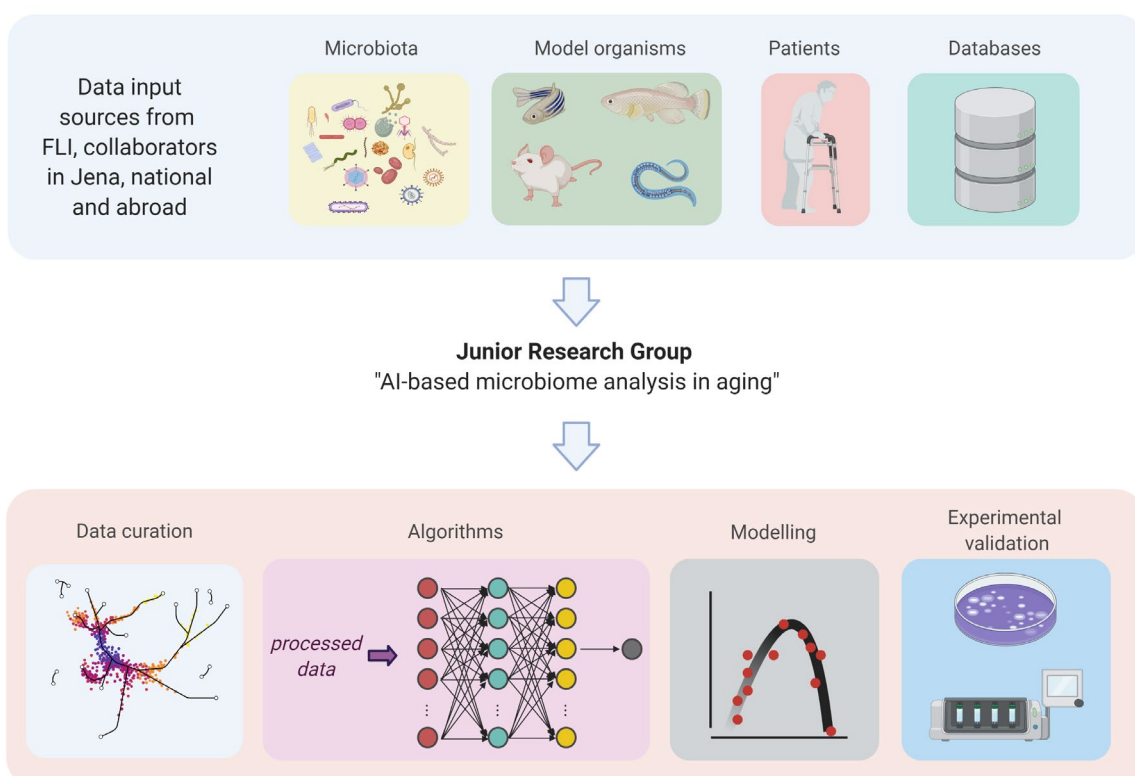 Data input
sources from
FLI, collaborators
in Jena, national
and abroad
Microbiota
Model organisms
Patients
Databases
Junior Research Group
"AI-based microbiome analysis in aging"
Data curation
Algorithms
Modelling
Experimental
validation
processed
data